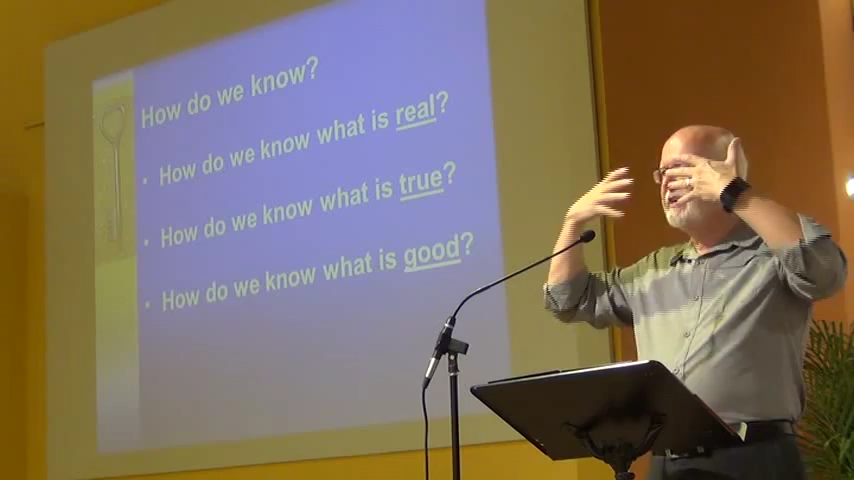 How do we know?
• How do we know what is real?
• How do we know what is true?
• How do we know what is good?